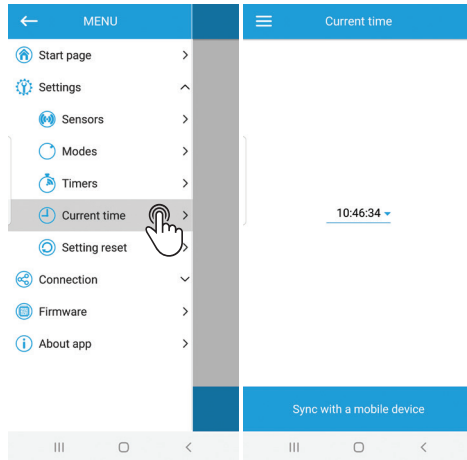 MENU
Start page
Settings
Sensors
Modes
Timers
Current time
Setting reset
Connection
Firmware
About app
Current time
10:46:34
Sync with a mobile device